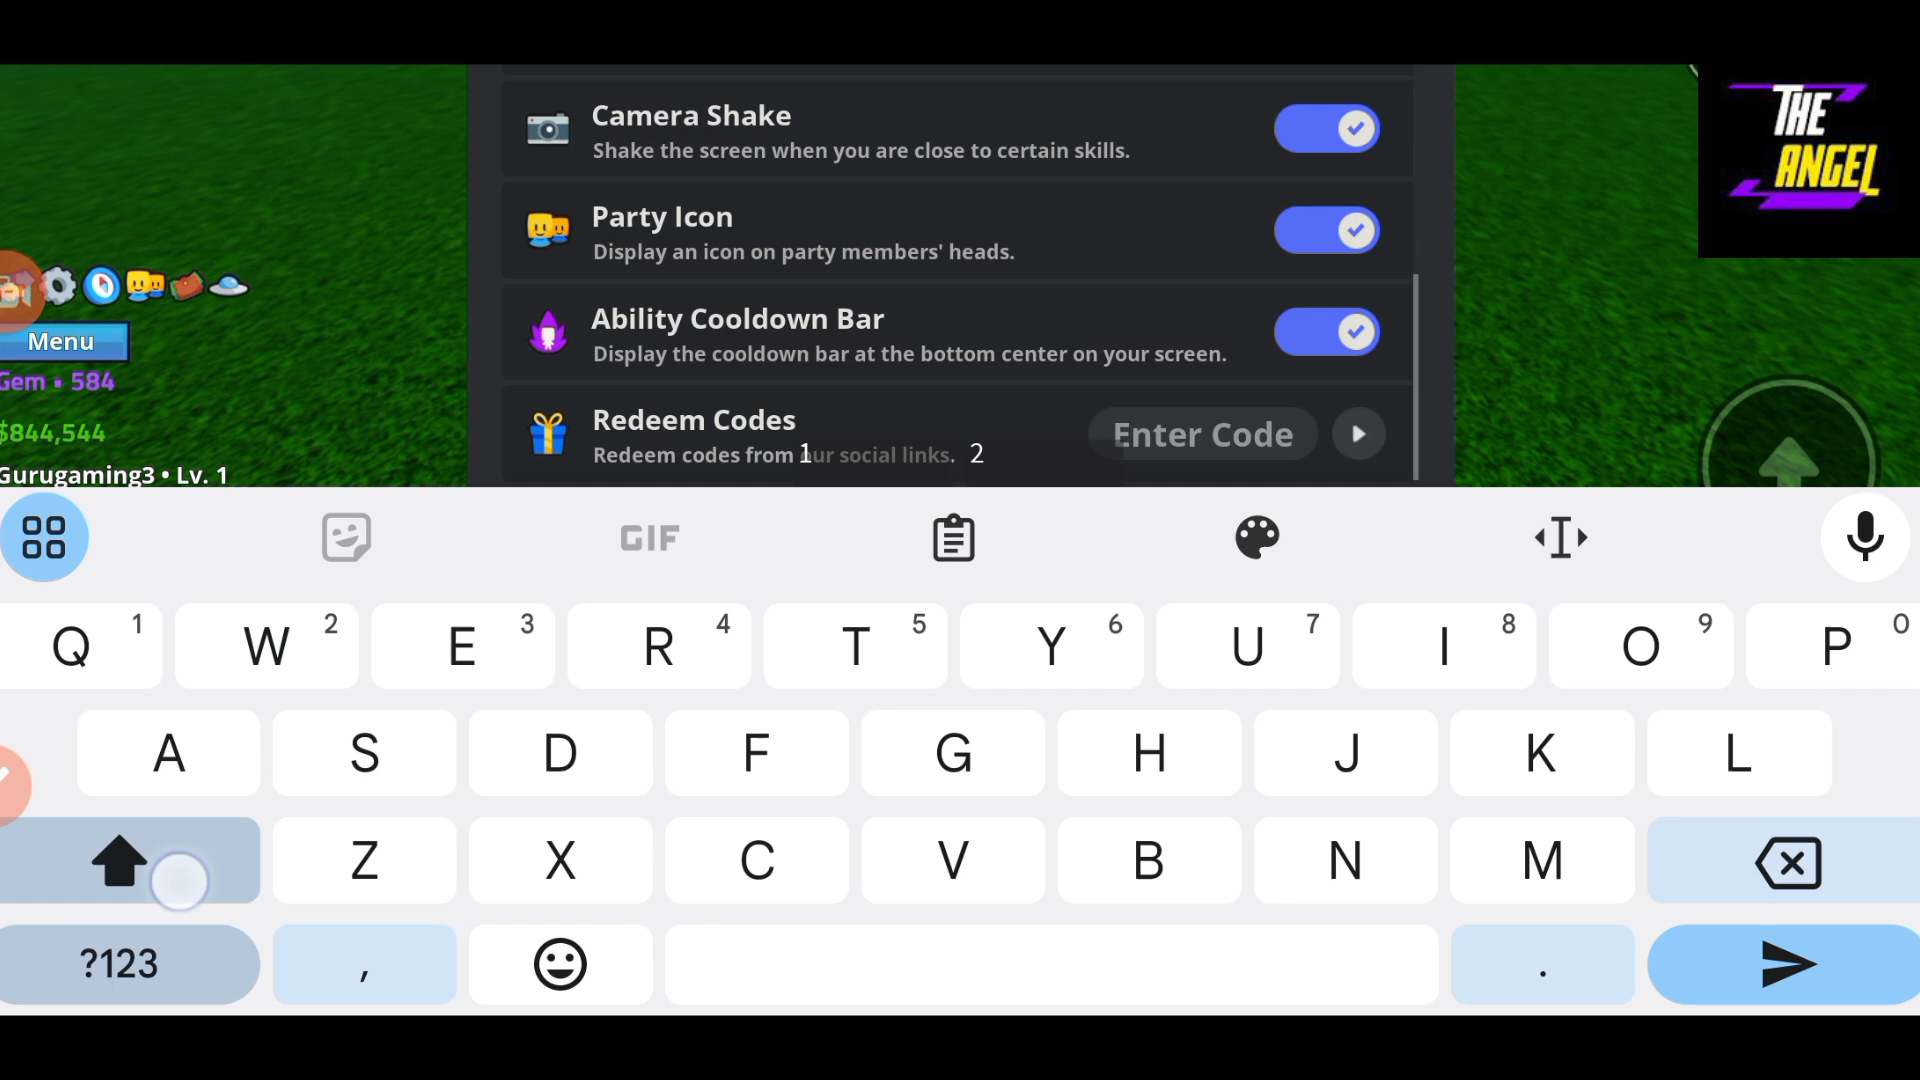 Camera Shake
Shake the screen when you are close to certain skills.
THE
ANGEL
Party Icon
Display an icon on party members' heads.
Ability Cooldown Bar
Display the cooldown bar at the bottom center on your screen.
Menu
Gem • 584
$844,544
Gurugaming3 • Lv. 1
Redeem Codes
Enter Code
Redeem codes from our social links.
1 2
GIF
Q 1 W 2 E 3 R 4 T 5 Y 6 U 7 I 8 O 9 P 0
A S D F G H J K L
Z X C V B N M
?123 , .